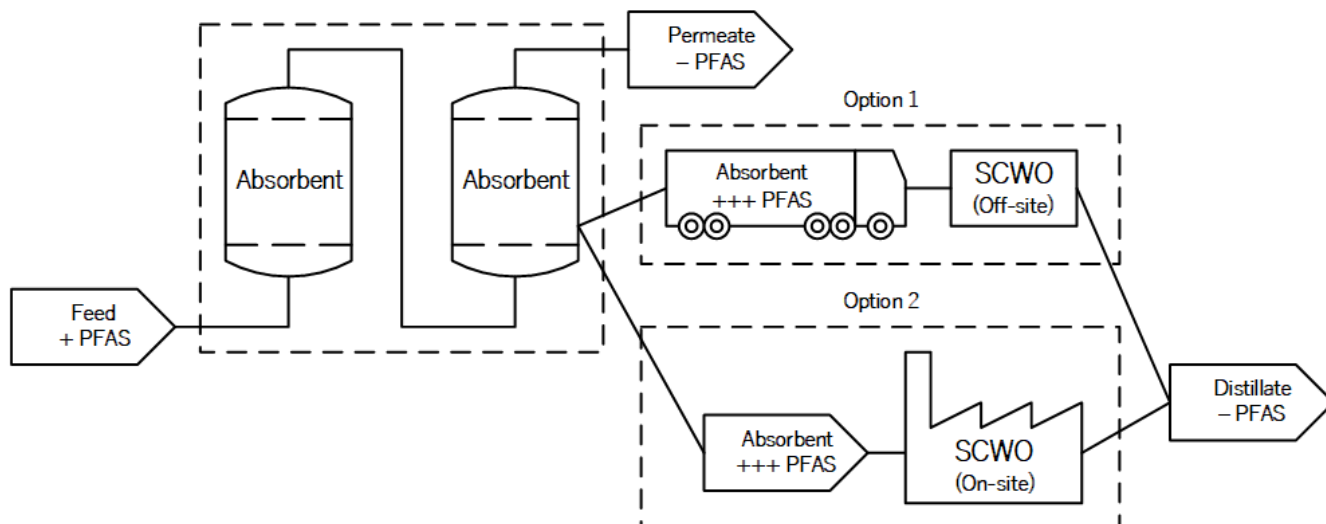 Permeate
– PFAS
Option 1
Absorbent
Absorbent
Absorbent
+++ PFAS
SCWO
(Off-site)
Feed
+ PFAS
Option 2
Distillate
– PFAS
Absorbent
+++ PFAS
SCWO
(On-site)